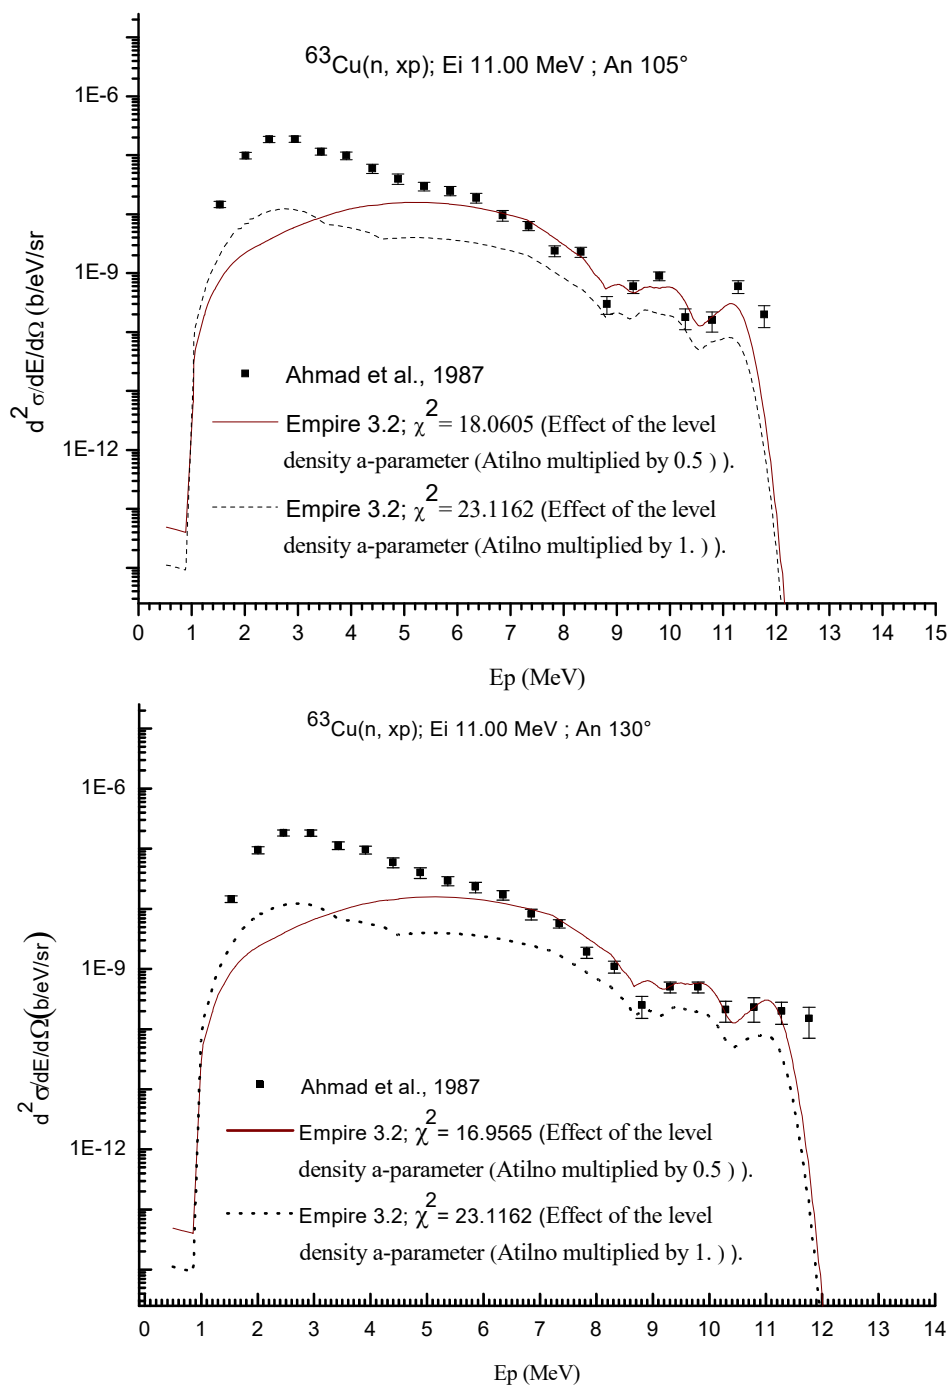 ⁶³Cu(n, xp); Ei 11.00 MeV ; An 105°
1E-6
1E-9
1E-12
d² σ/dE/dΩ (b/eV/sr)
Ahmad et al., 1987
Empire 3.2; χ² = 18.0605 (Effect of the level
density a-parameter (Atilno multiplied by 0.5 ) ).
Empire 3.2; χ² = 23.1162 (Effect of the level
density a-parameter (Atilno multiplied by 1. ) ).
0 1 2 3 4 5 6 7 8 9 10 11 12 13 14 15
Ep (MeV)
⁶³Cu(n, xp); Ei 11.00 MeV ; An 130°
1E-6
1E-9
1E-12
d² σ/dE/dΩ(b/eV/sr)
Ahmad et al., 1987
Empire 3.2; χ² = 16.9565 (Effect of the level
density a-parameter (Atilno multiplied by 0.5 ) ).
Empire 3.2; χ² = 23.1162 (Effect of the level
density a-parameter (Atilno multiplied by 1. ) ).
0 1 2 3 4 5 6 7 8 9 10 11 12 13 14
Ep (MeV)